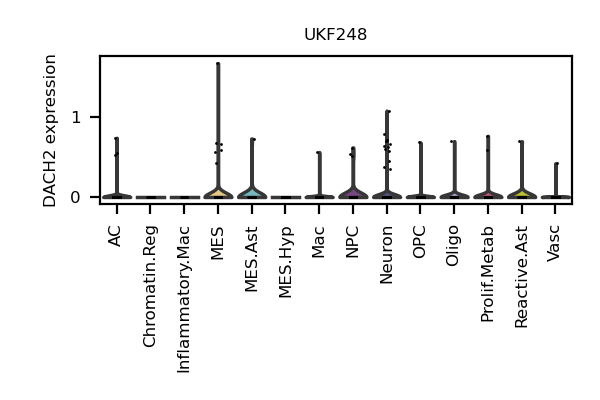 UKF248
DACH2 expression
1
0
AC
Chromatin.Reg
Inflammatory.Mac
MES
MES.Ast
MES.Hyp
Mac
NPC
Neuron
OPC
Oligo
Prolif.Metab
Reactive.Ast
Vasc